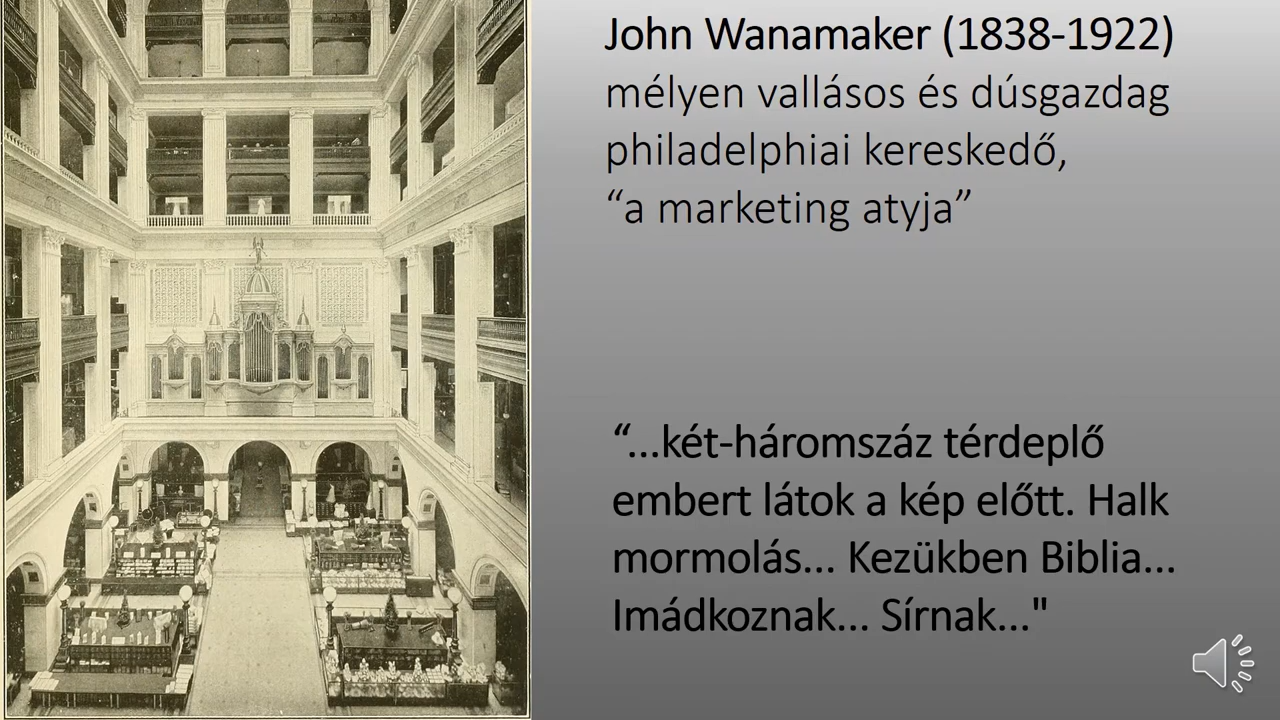 John Wanamaker (1838-1922)
mélyen vallásos és dúsgazdag
philadelphiai kereskedő,
“a marketing atyja”
“...két-háromszáz térdeplő
embert látok a kép előtt. Halk
mormolás... Kezükben Biblia...
Imádkoznak... Sírnak..."